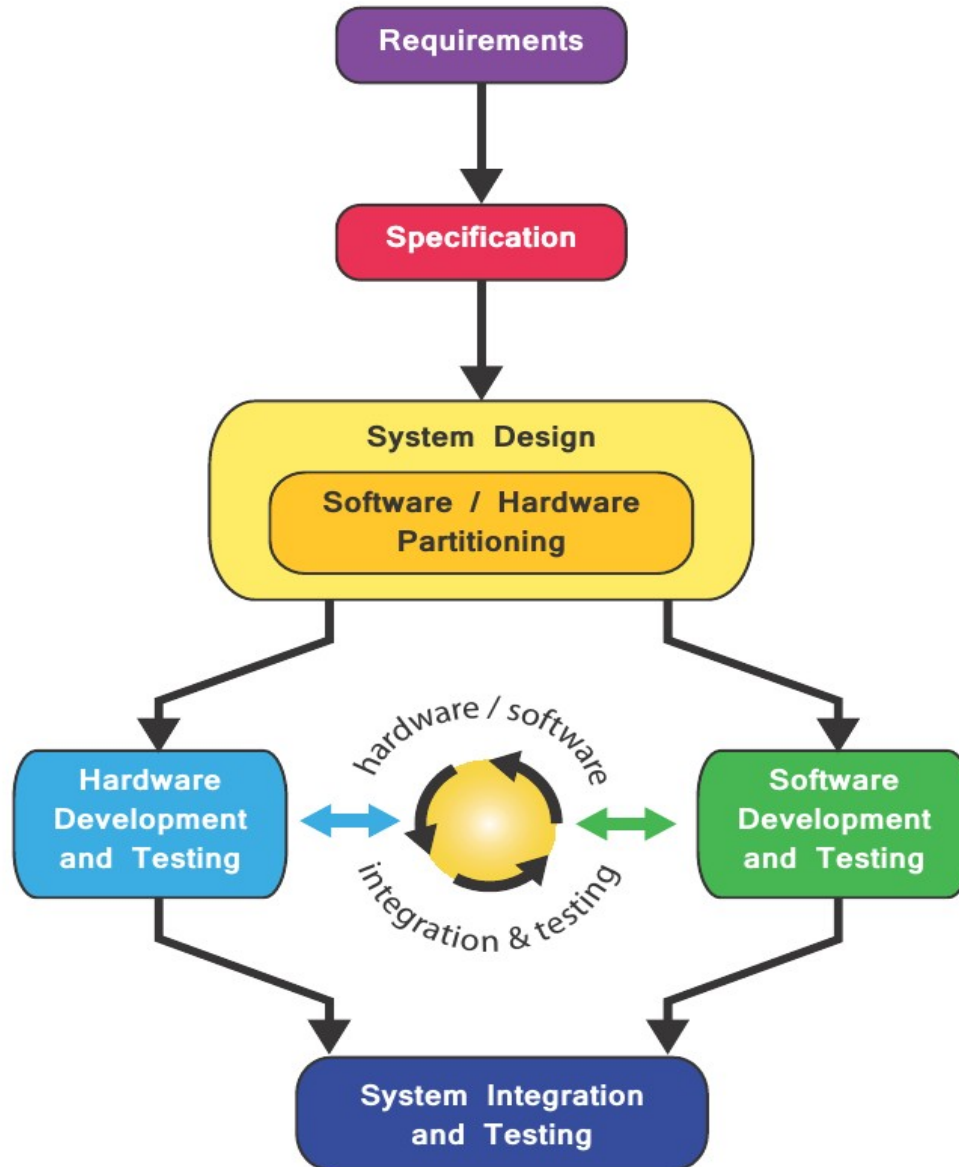 Requirements
Specification
System Design
Software / Hardware
Partitioning
Hardware
Development
and Testing
hardware / software
integration & testing
Software
Development
and Testing
System Integration
and Testing